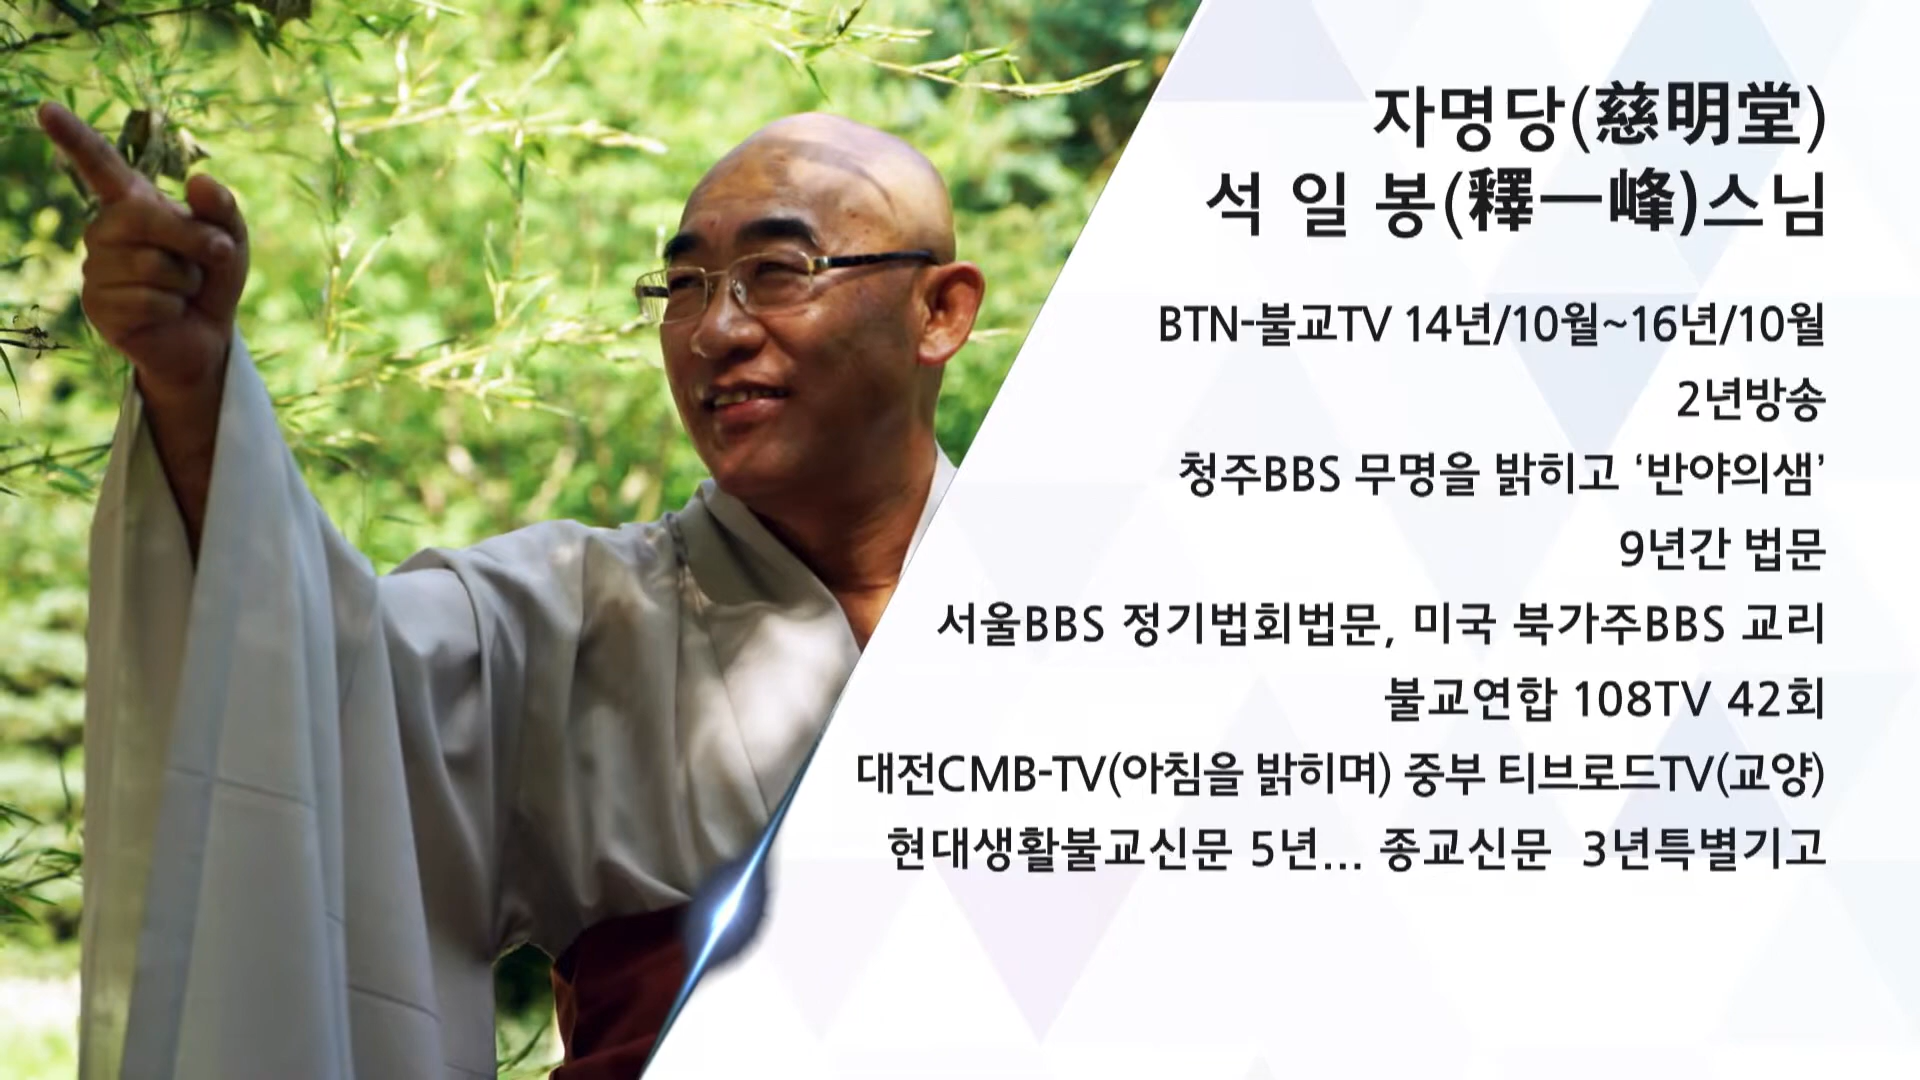 자명당(慈明堂)
석 일 봉(釋一峰)스님
BTN-불교TV 14년/10월~16년/10월
2년방송
청주BBS 무명을 밝히고 ‘반야의샘’
9년간 법문
서울BBS 정기법회법문, 미국 북가주BBS 교리
불교연합 108TV 42회
대전CMB-TV(아침을 밝히며) 중부 티브로드TV(교양)
현대생활불교신문 5년... 종교신문  3년특별기고